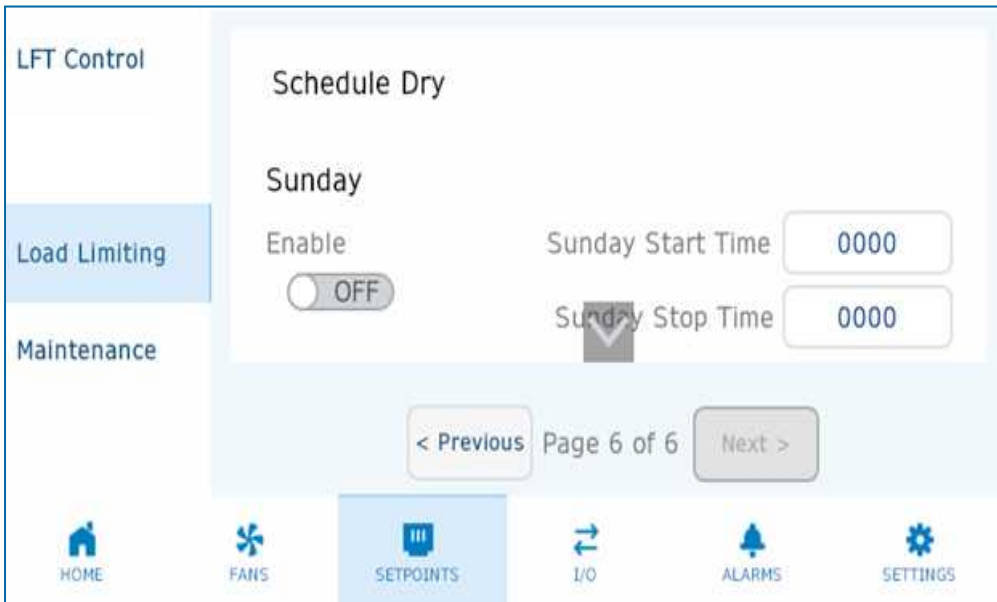 LFT Control
Load Limiting
Maintenance
Schedule Dry
Sunday
Enable
OFF
Sunday Start Time 0000
Sunday Stop Time 0000
< Previous Page 6 of 6 Next >
HOME FANS SETPOINTS I/O ALARMS SETTINGS